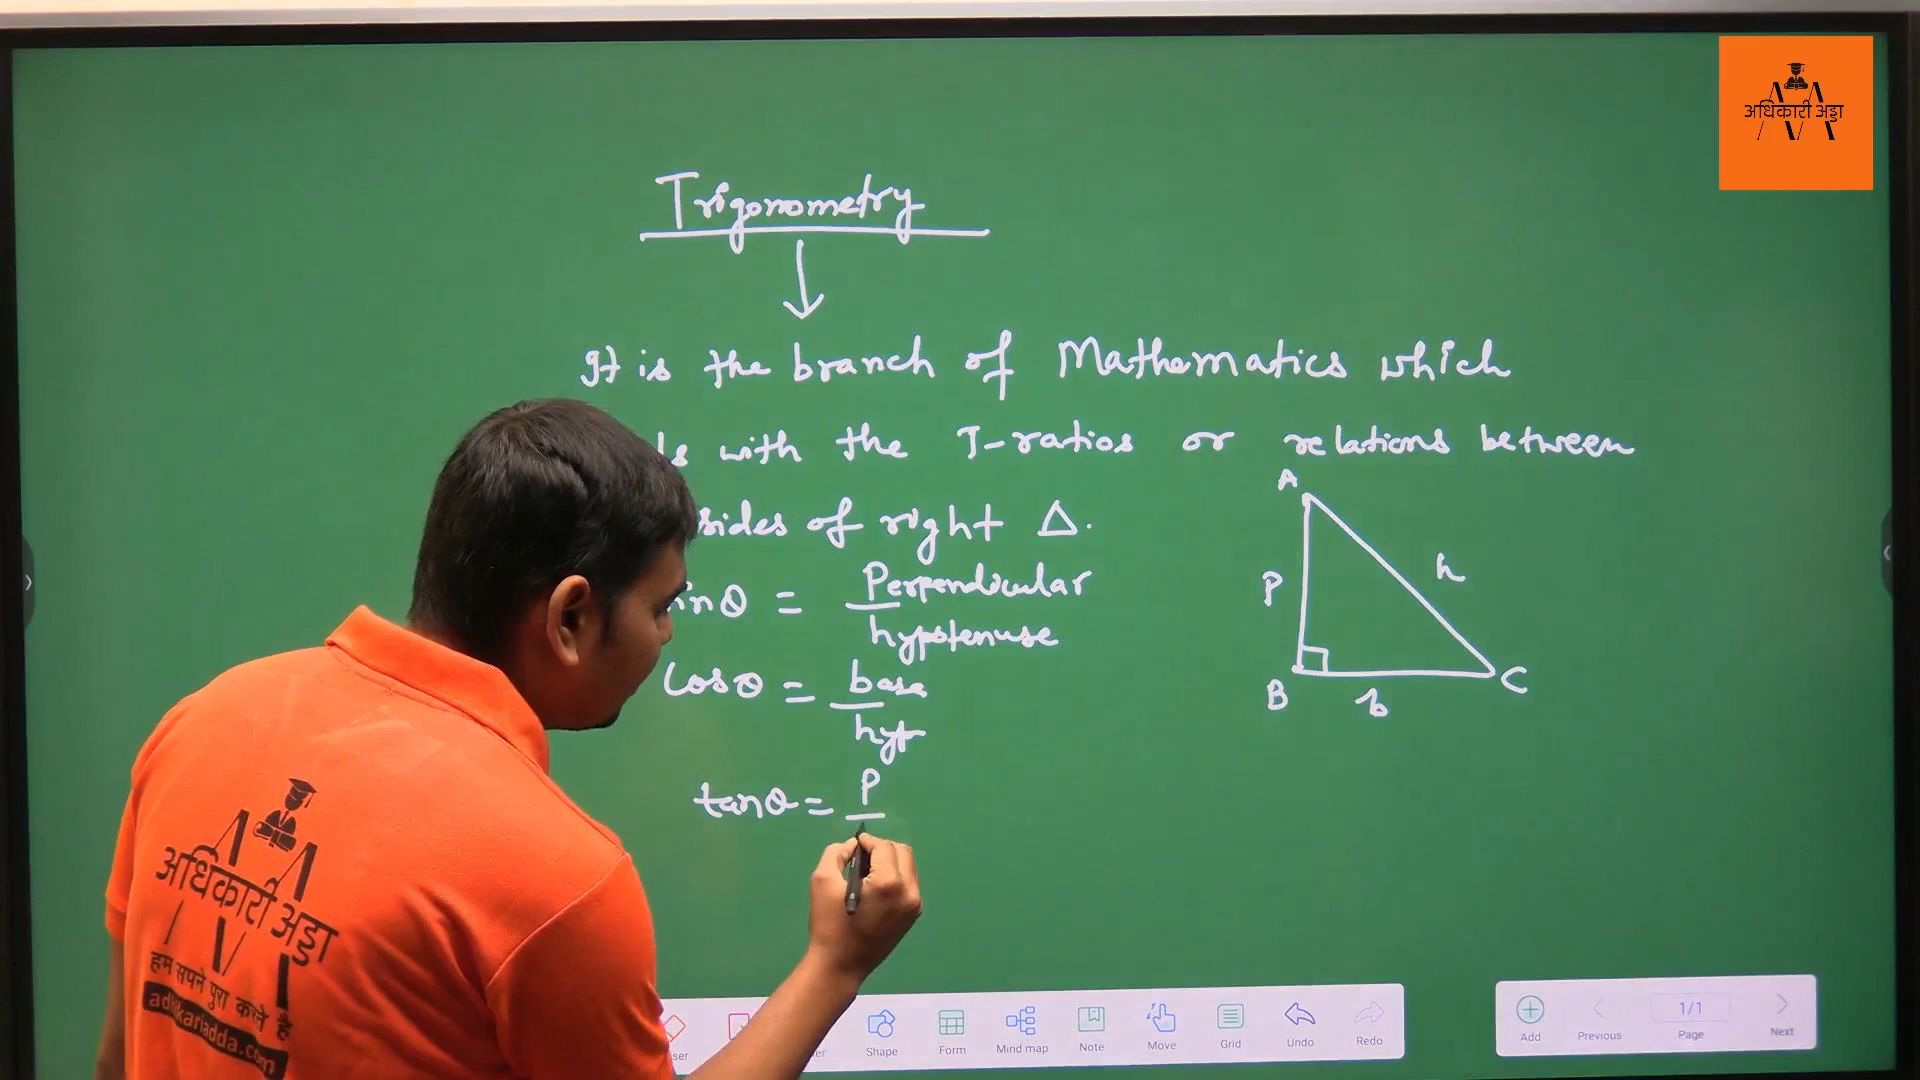 अधिकारी अड्डा
Trigonometry
It is the branch of Mathematics which
with the T-ratios or relations between
sides of right Δ.
θ = Perpendicular
hypotenuse
cosθ = base
hyp
tanθ = P
A
P
h
B
b
C
अधिकारी अड्डा
हम सपने पुरा करते है
adhikariadda.com
Shape
Form
Mind map
Note
Move
Grid
Undo
Redo
Add
Previous
1/1
Page
Next